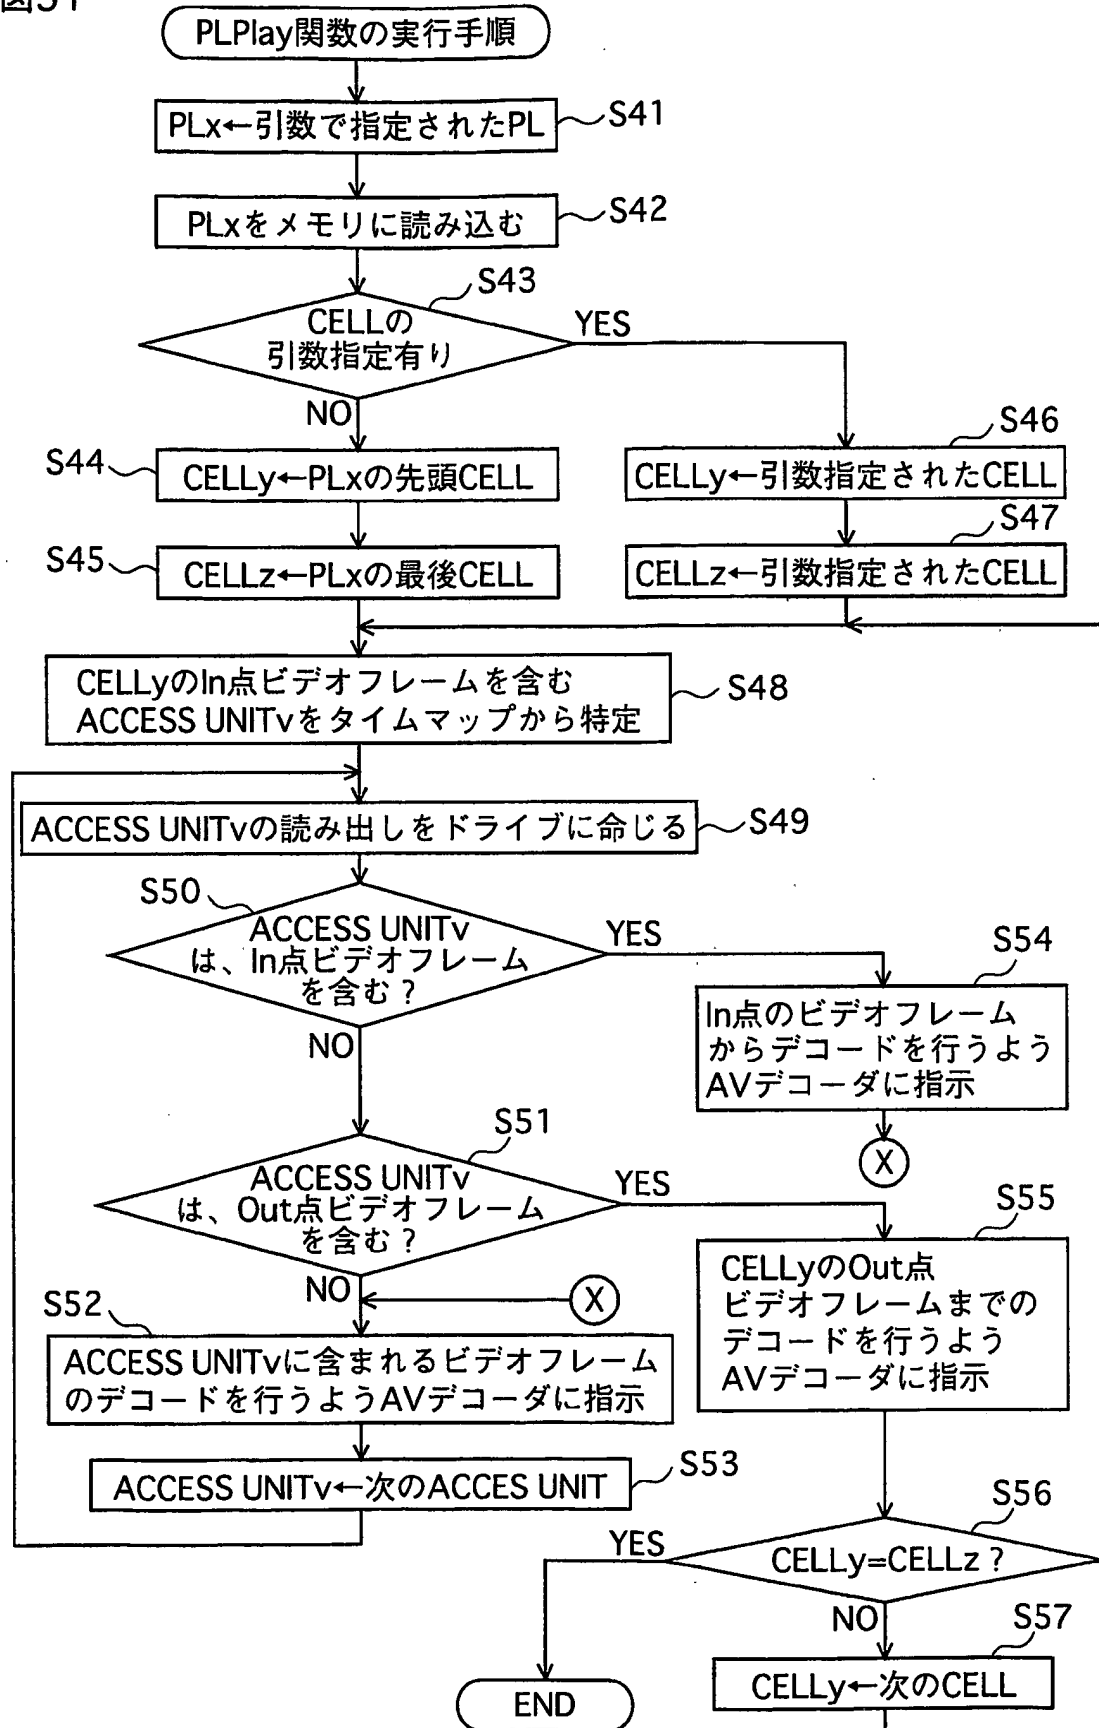 図31
PLPlay関数の実行手順
PLx←引数で指定されたPL
S41
PLxをメモリに読み込む
S42
S43
CELLの
引数指定有り
YES
NO
S44
CELLy←PLxの先頭CELL
S46
CELLy←引数指定されたCELL
S45
CELLz←PLxの最後CELL
S47
CELLz←引数指定されたCELL
CELLyのIn点ビデオフレームを含む
ACCESS UNITvをタイムマップから特定
S48
ACCESS UNITvの読み出しをドライブに命じる
S49
S50
ACCESS UNITv
は、In点ビデオフレーム
を含む？
YES
NO
S54
In点のビデオフレーム
からデコードを行うよう
AVデコーダに指示
X
S51
ACCESS UNITv
は、Out点ビデオフレーム
を含む？
YES
NO
X
S55
CELLyのOut点
ビデオフレームまでの
デコードを行うよう
AVデコーダに指示
S52
ACCESS UNITvに含まれるビデオフレーム
のデコードを行うようAVデコーダに指示
S53
ACCESS UNITv←次のACCES UNIT
S56
CELLy=CELLz？
YES
NO
S57
CELLy←次のCELL
END